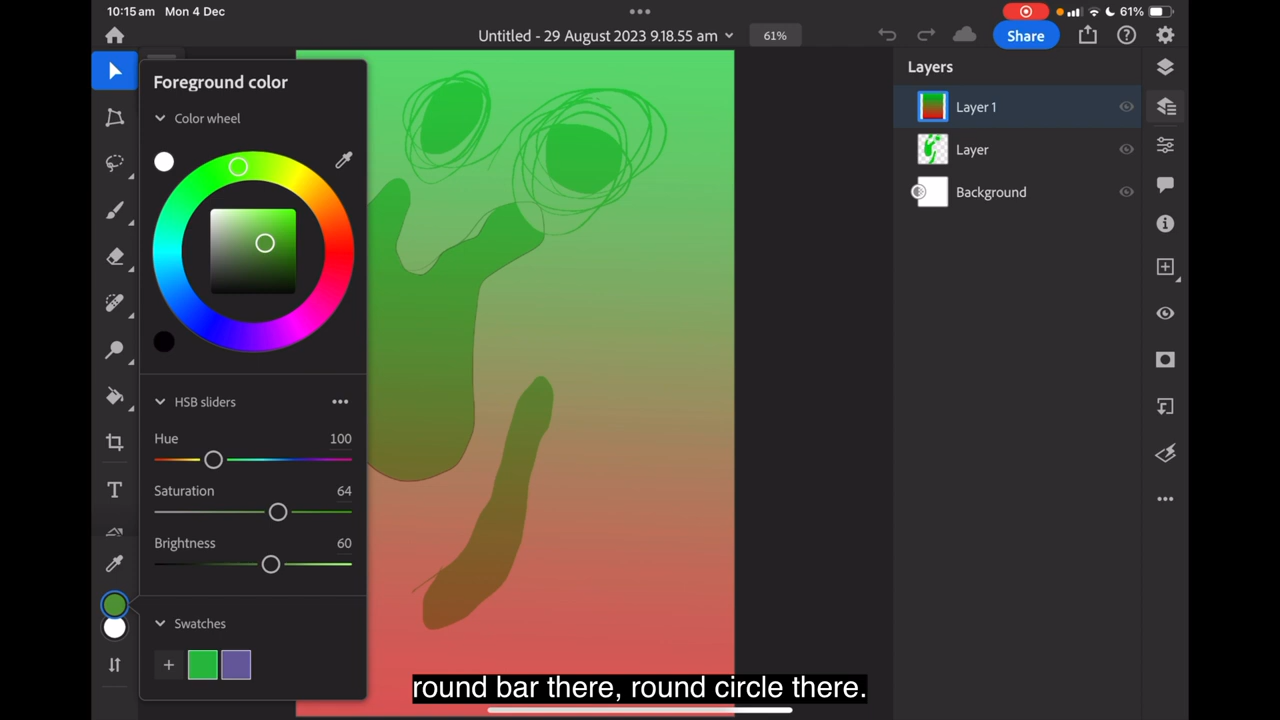 10:15am Mon 4 Dec
61%
Untitled - 29 August 2023 9.18.55 am
61%
Share
Foreground color
Color wheel
HSB sliders
Hue 100
Saturation 64
Brightness 60
Swatches
Layers
Layer 1
Layer
Background
T
round bar there, round circle there.